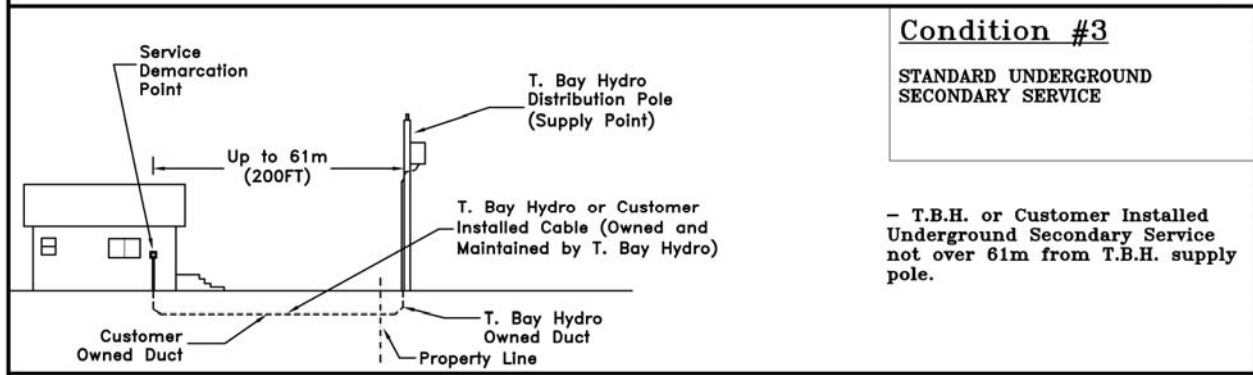 Service
Demarcation
Point
T. Bay Hydro
Distribution Pole
(Supply Point)
Up to 61m
(200FT)
T. Bay Hydro or Customer
Installed Cable (Owned and
Maintained by T. Bay Hydro)
Customer
Owned Duct
T. Bay Hydro
Owned Duct
Property Line
Condition #3
STANDARD UNDERGROUND
SECONDARY SERVICE
– T.B.H. or Customer Installed
Underground Secondary Service
not over 61m from T.B.H. supply
pole.